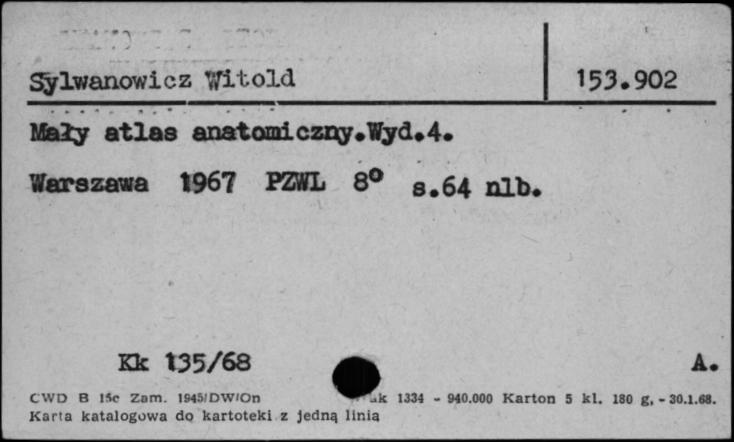 Sylwanowicz Witold 153.902
Mały atlas anatomiczny.Wyd.4.
Warszawa 1967 PZWL 8º s.64 nlb.
Kk 135/68 A.
CWD B 15c Zam. 1945/DW/On 1334 - 940.000 Karton 5 kl. 180 g, - 30.1.68.
Karta katalogowa do kartoteki z jedną linią